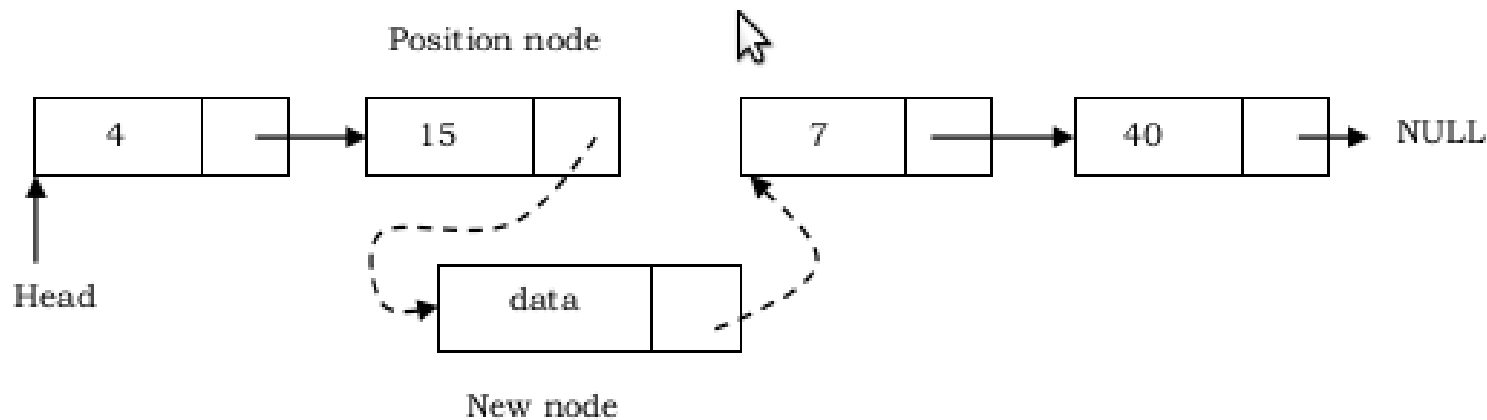 Position node
4 15 7 40 NULL
Head
data
New node